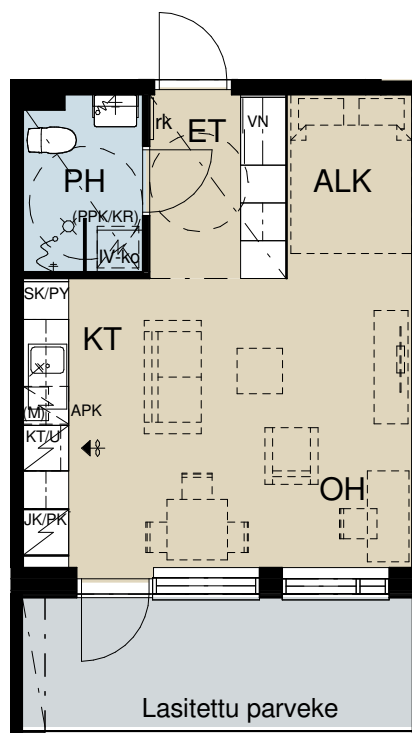 rk
ET
VN
PH
ALK
(PPK/KR)
IV-ko
SK/PY
KT
(M)
APK
KT/U
OH
JK/PK
Lasitettu parveke